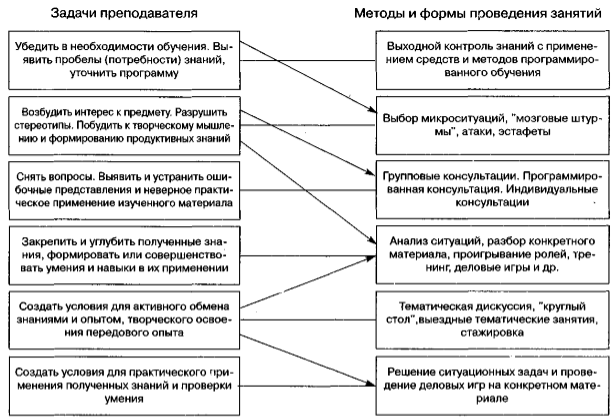 Задачи преподавателя
Методы и формы проведения занятий
Убедить в необходимости обучения. Вы-
явить пробелы (потребности) знаний,
уточнить программу
Выходной контроль знаний с примене-
нием средств и методов программиро-
ванного обучения
Возбудить интерес к предмету. Разрушить
стереотипы. Побудить к творческому мышле-
нию и формированию продуктивных знаний
Выбор микроситуаций, "мозговые штур-
мы", атаки, эстафеты
Снять вопросы. Выявить и устранить оши-
бочные представления и неверное практи-
ческое применение изученного материала
Групповые консультации. Программиро-
ванная консультация. Индивидуальные
консультации
Закрепить и углубить полученные зна-
ния, формировать или совершенство-
вать умения и навыки в их применении
Анализ ситуаций, разбор конкретного
материала, проигрывание ролей, тре-
нинг, деловые игры и др.
Создать условия для активного обмена
знаниями и опытом, творческого освое-
ния передового опыта
Тематическая дискуссия, "круглый
стол",выездные тематические занятия,
стажировка
Создать условия для практического при-
менения полученных знаний и проверки
умения
Решение ситуационных задач и прове-
дение деловых игр на конкретном мате-
риале